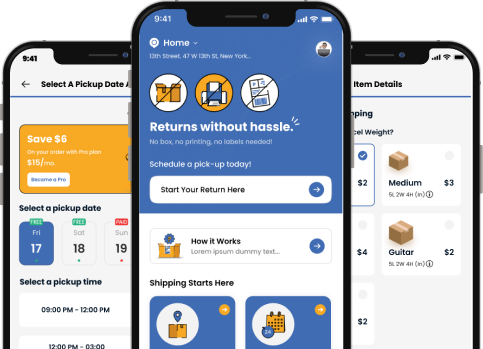 9:41
Select A Pickup Date
Save $6
On your order with Pro plan
$15/mo.
Become a Pro
Select a pickup date
FREE
FREE
PAID
Fri
Sat
Sun
17
18
19
Select a pickup time
09:00 PM - 12:00 PM
12:00 PM - 03:00
9:41
Home
13th Street. 47 W 13th St, New York...
Returns without hassle.
No box, no printing, no labels needed!
Schedule a pick-up today!
Start Your Return Here
How it Works
Lorem ipsum dummy text...
Shipping Starts Here
24
Item Details
ping
cel Weight?
$2
Medium
$3
5L 2W 4H (in)
$4
Guitar
$2
5L 2W 4H (in)
$2